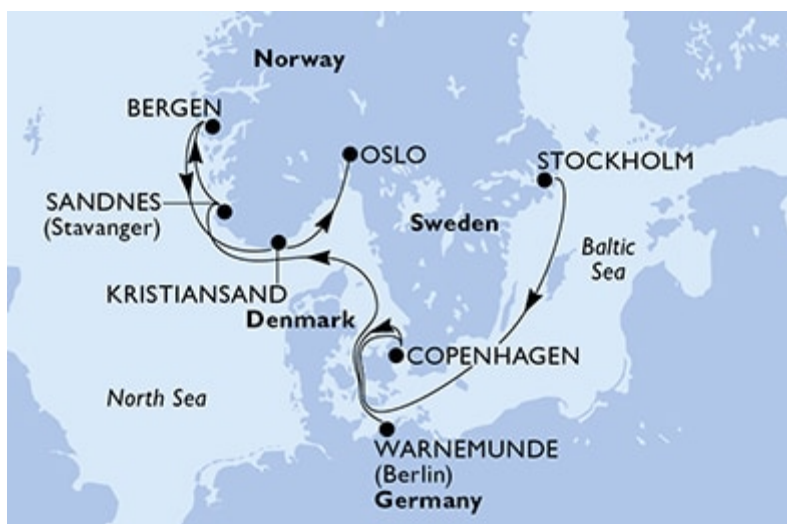 Norway
BERGEN
OSLO
STOCKHOLM
SANDNES
(Stavanger)
Sweden
Baltic
Sea
KRISTIANSAND
Denmark
COPENHAGEN
North Sea
WARNEMUNDE
(Berlin)
Germany